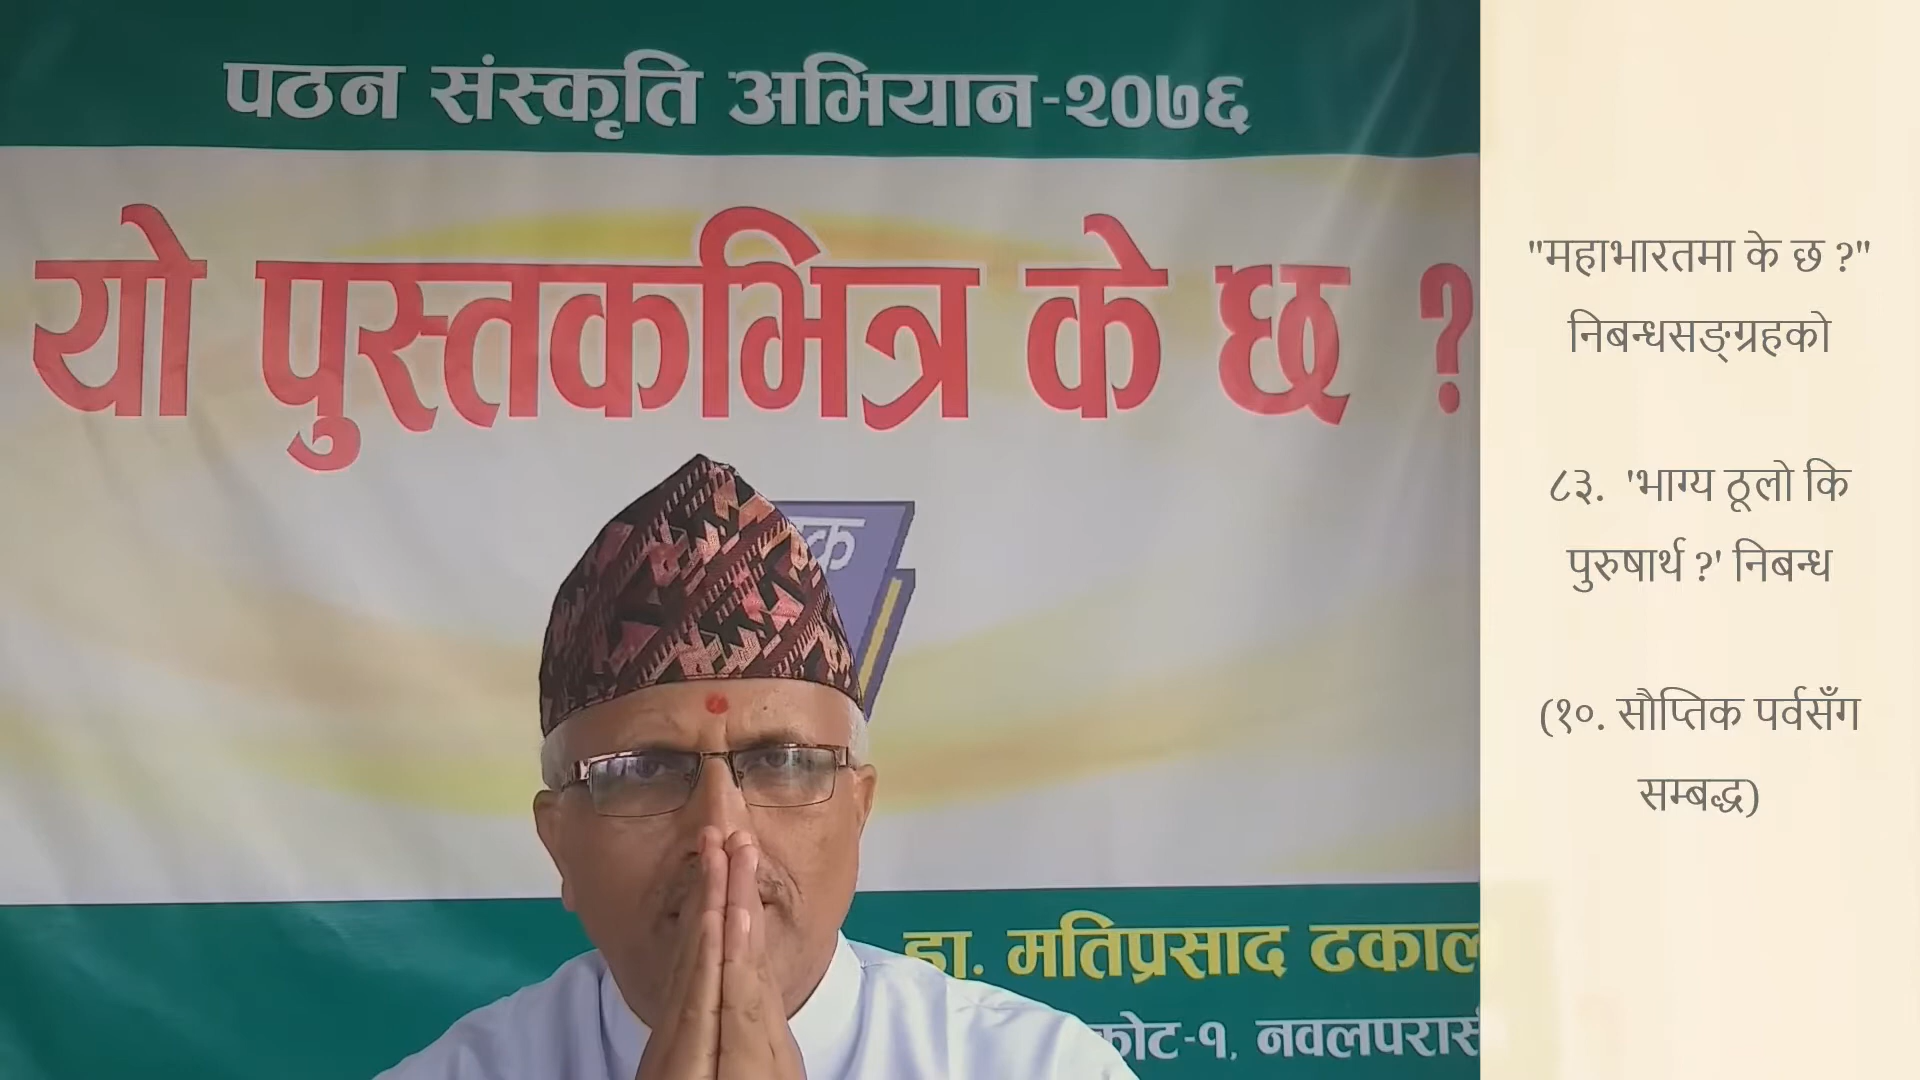 पठन संस्कृति अभियान-२०७६
यो पुस्तकभित्र के छ ?
डा. मतिप्रसाद ढकाल
नवलपरासी
"महाभारतमा के छ ?"
निबन्धसङ्ग्रहको
८३. 'भाग्य ठूलो कि
पुरुषार्थ ?' निबन्ध
(१०. सौप्तिक पर्वसँग
सम्बद्ध)